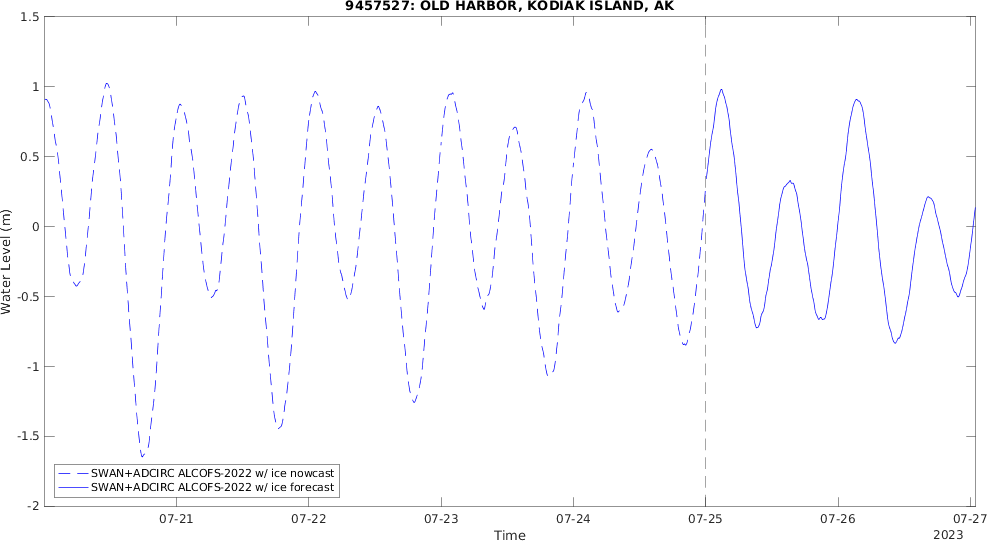 9457527: OLD HARBOR, KODIAK ISLAND, AK
1.5
1
0.5
0
-0.5
-1
-1.5
-2
Water Level (m)
SWAN+ADCIRC ALCOFS-2022 w/ ice nowcast
SWAN+ADCIRC ALCOFS-2022 w/ ice forecast
07-21 07-22 07-23 07-24 07-25 07-26 07-27
Time
2023